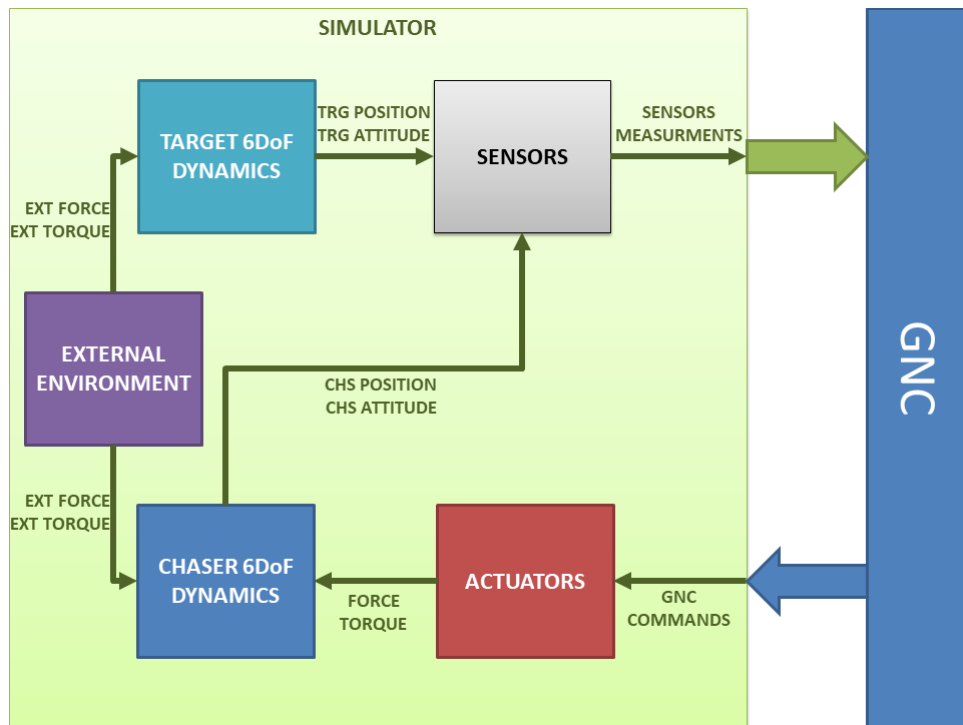 SIMULATOR
TRG POSITION
TRG ATTITUDE
SENSORS
MEASURMENTS
TARGET 6DoF
DYNAMICS
SENSORS
EXT FORCE
EXT TORQUE
EXTERNAL
ENVIRONMENT
GNC
CHS POSITION
CHS ATTITUDE
EXT FORCE
EXT TORQUE
CHASER 6DoF
DYNAMICS
ACTUATORS
FORCE
TORQUE
GNC
COMMANDS